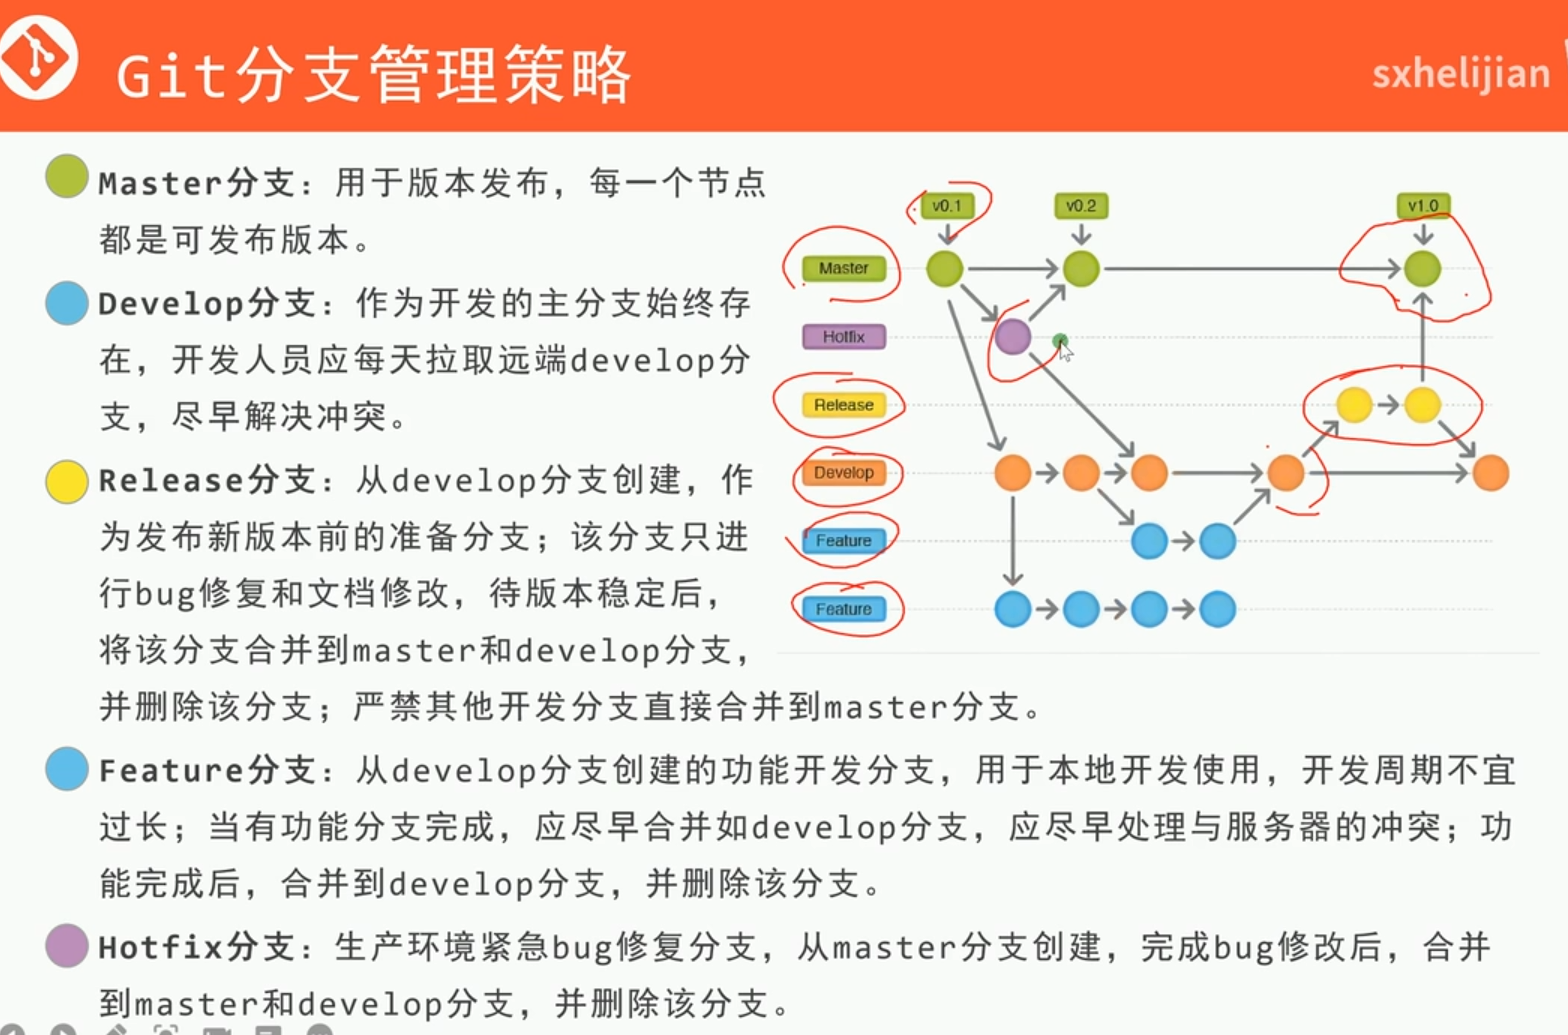 Git分支管理策略
sxhelijian
Master分支：用于版本发布，每一个节点
都是可发布版本。
Develop分支：作为开发的主分支始终存
在，开发人员应每天拉取远端develop分
支，尽早解决冲突。
Release分支：从develop分支创建，作
为发布新版本前的准备分支；该分支只进
行bug修复和文档修改，待版本稳定后，
将该分支合并到master和develop分支，
并删除该分支；严禁其他开发分支直接合并到master分支。
v0.1
v0.2
v1.0
Master
Hotfix
Release
Develop
Feature
Feature
Feature分支：从develop分支创建的功能开发分支，用于本地开发使用，开发周期不宜
过长；当有功能分支完成，应尽早合并如develop分支，应尽早处理与服务器的冲突；功
能完成后，合并到develop分支，并删除该分支。
Hotfix分支：生产环境紧急bug修复分支，从master分支创建，完成bug修改后，合并
到master和develop分支，并删除该分支。